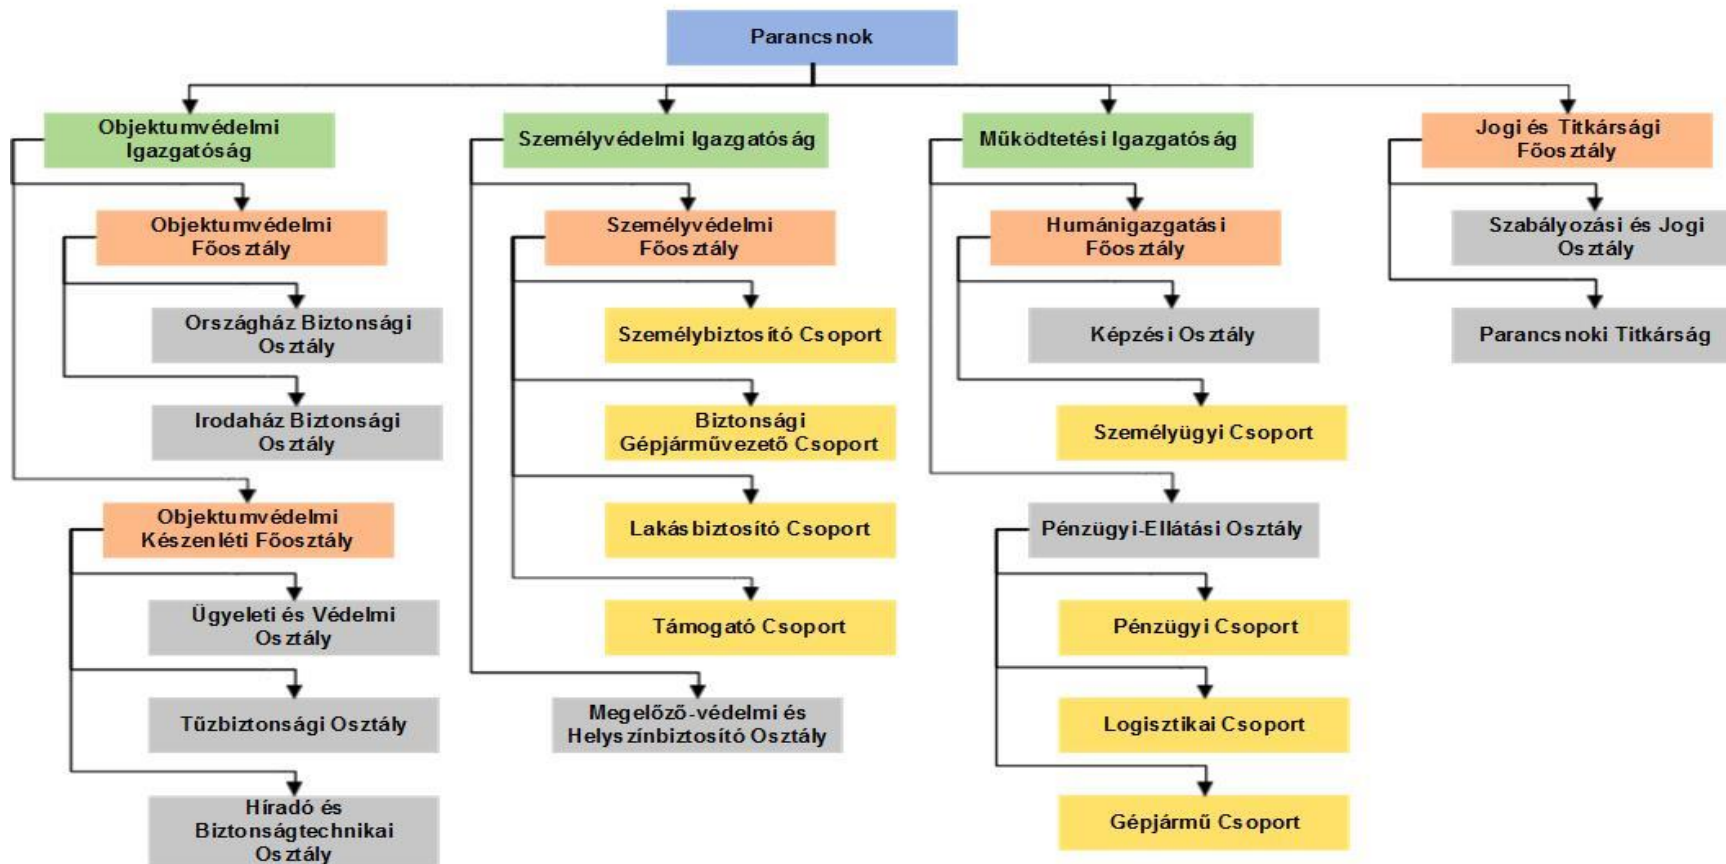 Parancsnok
Objektumvédelmi
Igazgatóság
Objektumvédelmi
Főosztály
Országház Biztonsági
Osztály
Irodaház Biztonsági
Osztály
Objektumvédelmi
Készenléti Főosztály
Ügyeleti és Védelmi
Osztály
Tűzbiztonsági Osztály
Híradó és
Biztonságtechnikai
Osztály
Személyvédelmi Igazgatóság
Személyvédelmi
Főosztály
Személybiztosító Csoport
Biztonsági
Gépjárművezető Csoport
Lakásbiztosító Csoport
Támogató Csoport
Megelőző-védelmi és
Helyszínbiztosító Osztály
Működtetési Igazgatóság
Humánigazgatási
Főosztály
Képzési Osztály
Személyügyi Csoport
Pénzügyi-Ellátási Osztály
Pénzügyi Csoport
Logisztikai Csoport
Gépjármű Csoport
Jogi és Titkársági
Főosztály
Szabályozási és Jogi
Osztály
Parancsnoki Titkárság